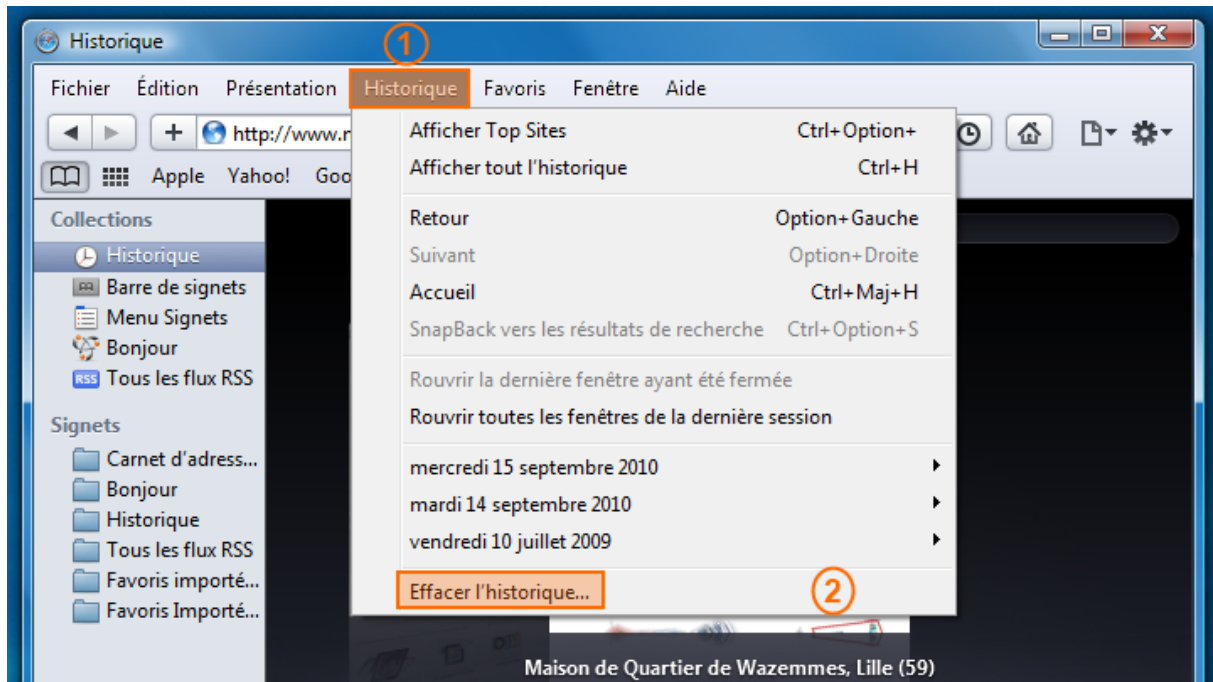 Historique
1
Fichier Édition Présentation Historique Favoris Fenêtre Aide
http://www.r
Apple Yahoo! Goo
Afficher Top Sites Ctrl+Option+
Afficher tout l'historique Ctrl+H
Retour Option+Gauche
Suivant Option+Droite
Accueil Ctrl+Maj+H
SnapBack vers les résultats de recherche Ctrl+Option+S
Rouvrir la dernière fenêtre ayant été fermée
Rouvrir toutes les fenêtres de la dernière session
mercredi 15 septembre 2010
mardi 14 septembre 2010
vendredi 10 juillet 2009
Effacer l'historique...
2
Collections
Historique
Barre de signets
Menu Signets
Bonjour
RSS Tous les flux RSS
Signets
Carnet d'adress...
Bonjour
Historique
Tous les flux RSS
Favoris importé...
Favoris Importé...
Maison de Quartier de Wazemmes, Lille (59)